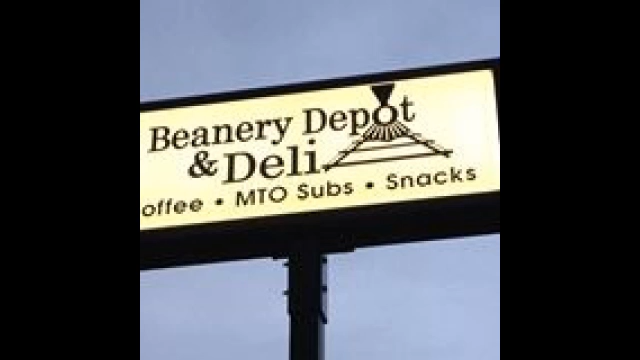 Beanery Depot
& Deli
offee • MTO Subs • Snacks